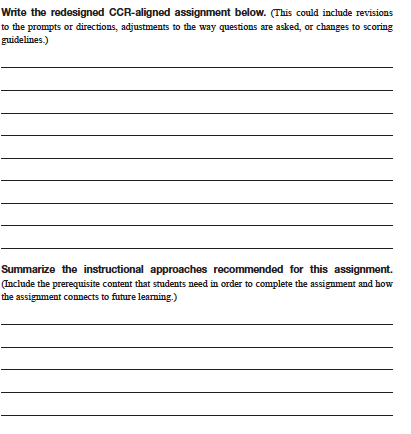 Write the redesigned CCR-aligned assignment below. (This could include revisions
to the prompts or directions, adjustments to the way questions are asked, or changes to scoring
guidelines.)
Summarize the instructional approaches recommended for this assignment.
(Include the prerequisite content that students need in order to complete the assignment and how
the assignment connects to future learning.)